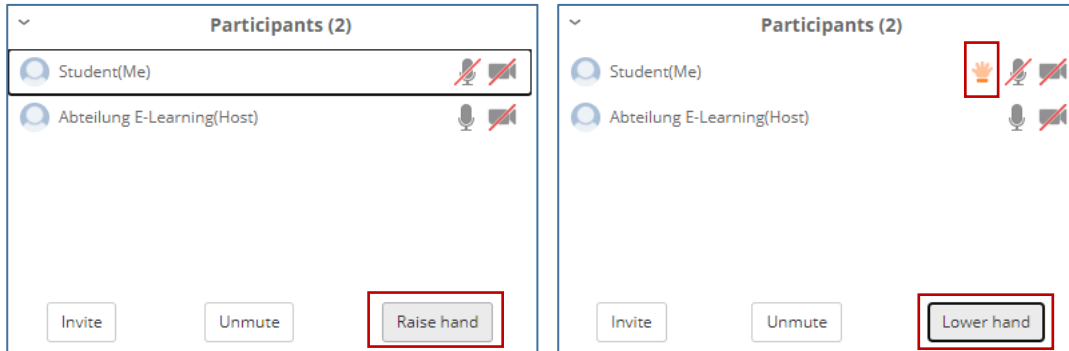 Participants (2)
Student(Me)
Abteilung E-Learning(Host)
Invite
Unmute
Raise hand
Participants (2)
Student(Me)
Abteilung E-Learning(Host)
Invite
Unmute
Lower hand